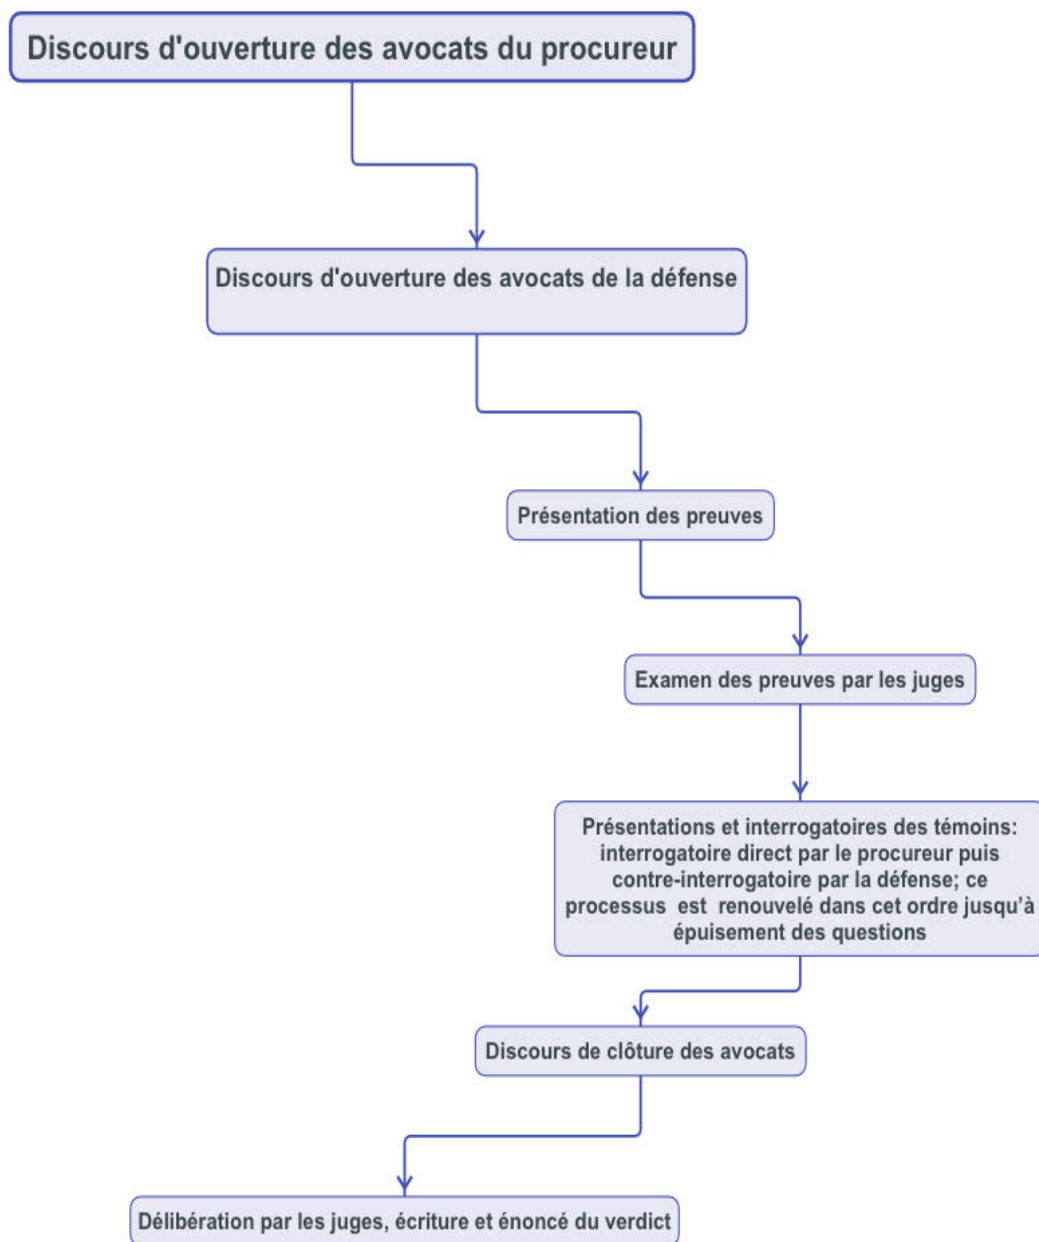 Discours d'ouverture des avocats du procureur
Discours d'ouverture des avocats de la défense
Présentation des preuves
Examen des preuves par les juges
Présentations et interrogatoires des témoins:
interrogatoire direct par le procureur puis
contre-interrogatoire par la défense; ce
processus est renouvelé dans cet ordre jusqu'à
épuisement des questions
Discours de clôture des avocats
Délibération par les juges, écriture et énoncé du verdict